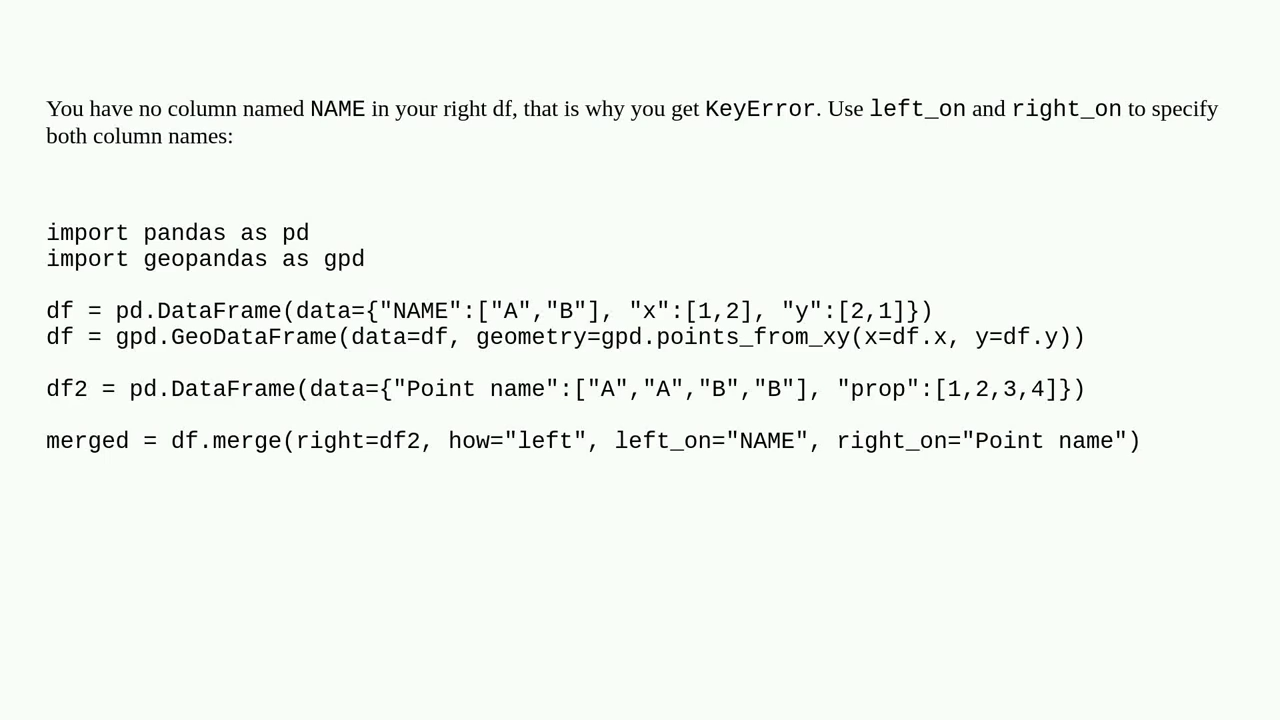 You have no column named NAME in your right df, that is why you get KeyError. Use left_on and right_on to specify
both column names:
import pandas as pd
import geopandas as gpd
df = pd.DataFrame(data={"NAME":["A","B"], "x":[1,2], "y":[2,1]})
df = gpd.GeoDataFrame(data=df, geometry=gpd.points_from_xy(x=df.x, y=df.y))
df2 = pd.DataFrame(data={"Point name":["A","A","B","B"], "prop":[1,2,3,4]})
merged = df.merge(right=df2, how="left", left_on="NAME", right_on="Point name")